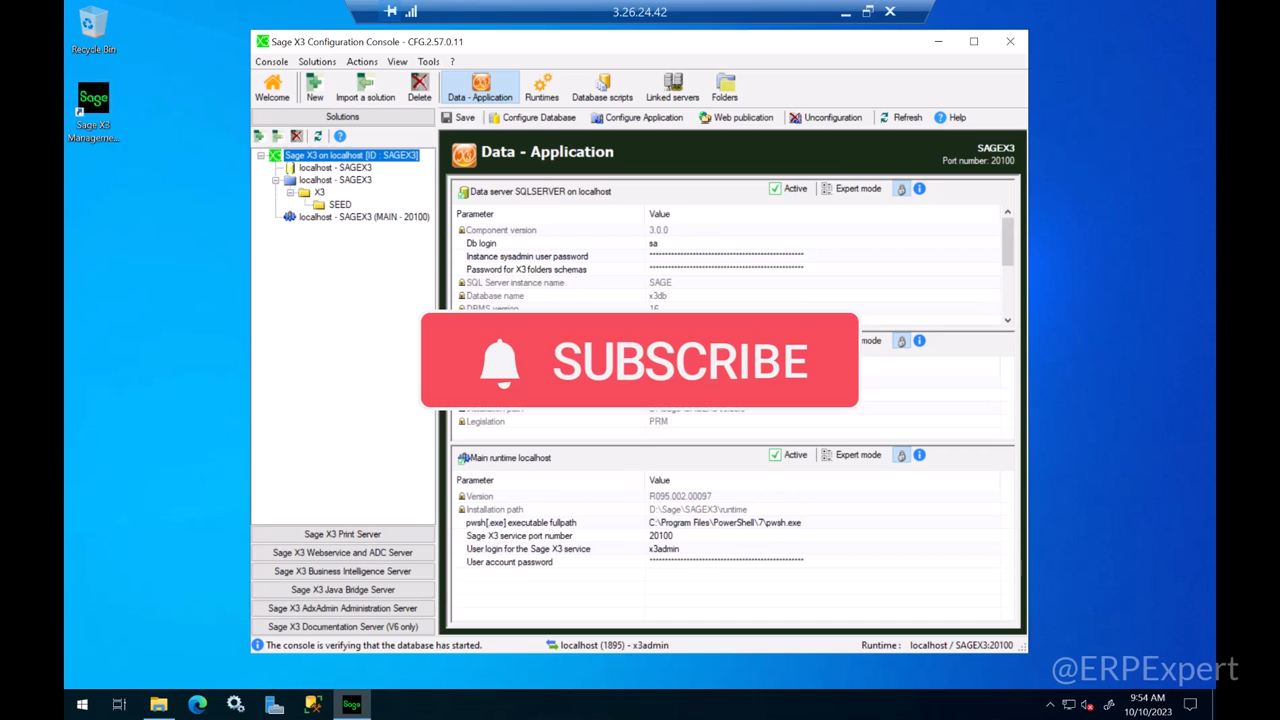 3.26.24.42
Recycle Bin
Sage
Sage X3
Manageme...
Sage X3 Configuration Console - CFG.2.57.0.11
Console Solutions Actions View Tools ?
Welcome New Import a solution Delete Data - Application Runtimes Database scripts Linked servers Folders
Solutions
Save Configure Database Configure Application Web publication Unconfiguration Refresh Help
Sage X3 on localhost [ID : SAGEX3]
localhost - SAGEX3
localhost - SAGEX3
X3
SEED
localhost - SAGEX3 (MAIN - 20100)
Data - Application
SAGEX3
Port number: 20100
Data server SQLSERVER on localhost Active Expert mode
Parameter Value
Component version 3.0.0
Db login sa
Instance sysadmin user password **************************************************
Password for X3 folders schemas **************************************************
SQL Server instance name SAGE
Database name x3db
DBMS version 16
mode
SUBSCRIBE
Legislation PRM
Main runtime localhost Active Expert mode
Parameter Value
Version R095.002.00097
Installation path D:\Sage\SAGEX3\runtime
pwsh[.exe] executable fullpath C:\Program Files\PowerShell\7\pwsh.exe
Sage X3 service port number 20100
User login for the Sage X3 service x3admin
User account password **************************************************
Sage X3 Print Server
Sage X3 Webservice and ADC Server
Sage X3 Business Intelligence Server
Sage X3 Java Bridge Server
Sage X3 AdxAdmin Administration Server
Sage X3 Documentation Server (V6 only)
The console is verifying that the database has started. localhost (1895) - x3admin Runtime : localhost / SAGEX3:20100
@ERPExpert
Sage
9:54 AM
10/10/2023